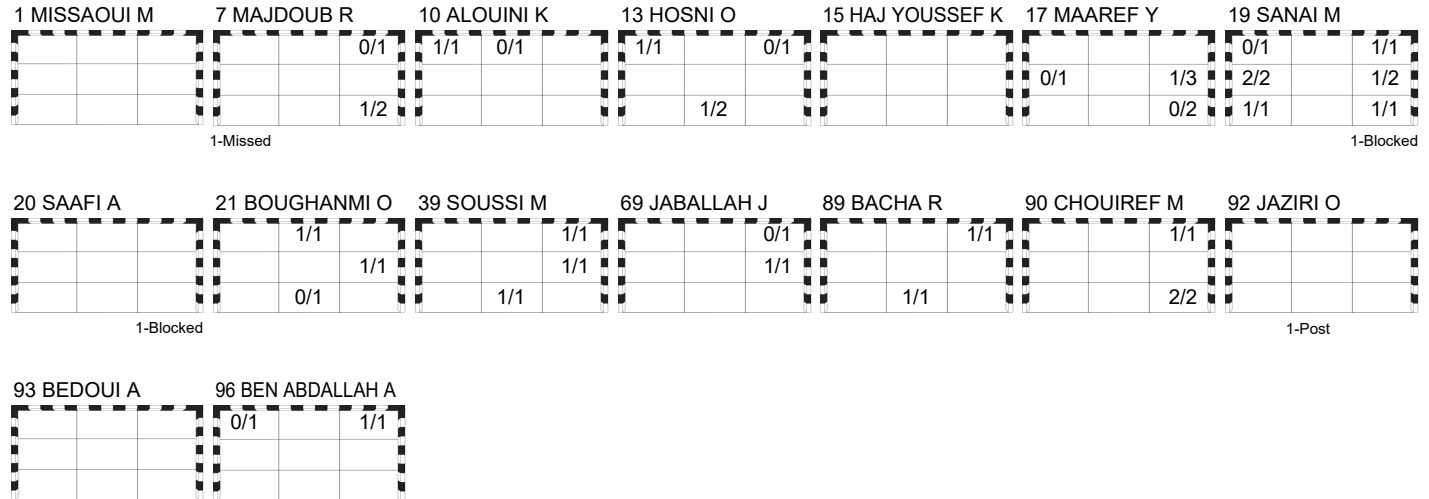 1 MISSAOUI M 7 MAJDOUB R 10 ALOUINI K 13 HOSNI O 15 HAJ YOUSSEF K 17 MAAREF Y 19 SANAI M
0/1 1/1 0/1 1/1 0/1 0/1 1/1
0/1 1/3 2/2 1/2
1/2 1/2 0/2 1/1 1/1
1-Missed 1-Blocked
20 SAAFI A 21 BOUGHANMI O 39 SOUSSI M 69 JABALLAH J 89 BACHA R 90 CHOUIREF M 92 JAZIRI O
1/1 1/1 0/1 1/1 1/1
1/1 1/1 1/1
0/1 1/1 1/1 2/2
1-Blocked 1-Post
93 BEDOUI A 96 BEN ABDALLAH A
0/1 1/1